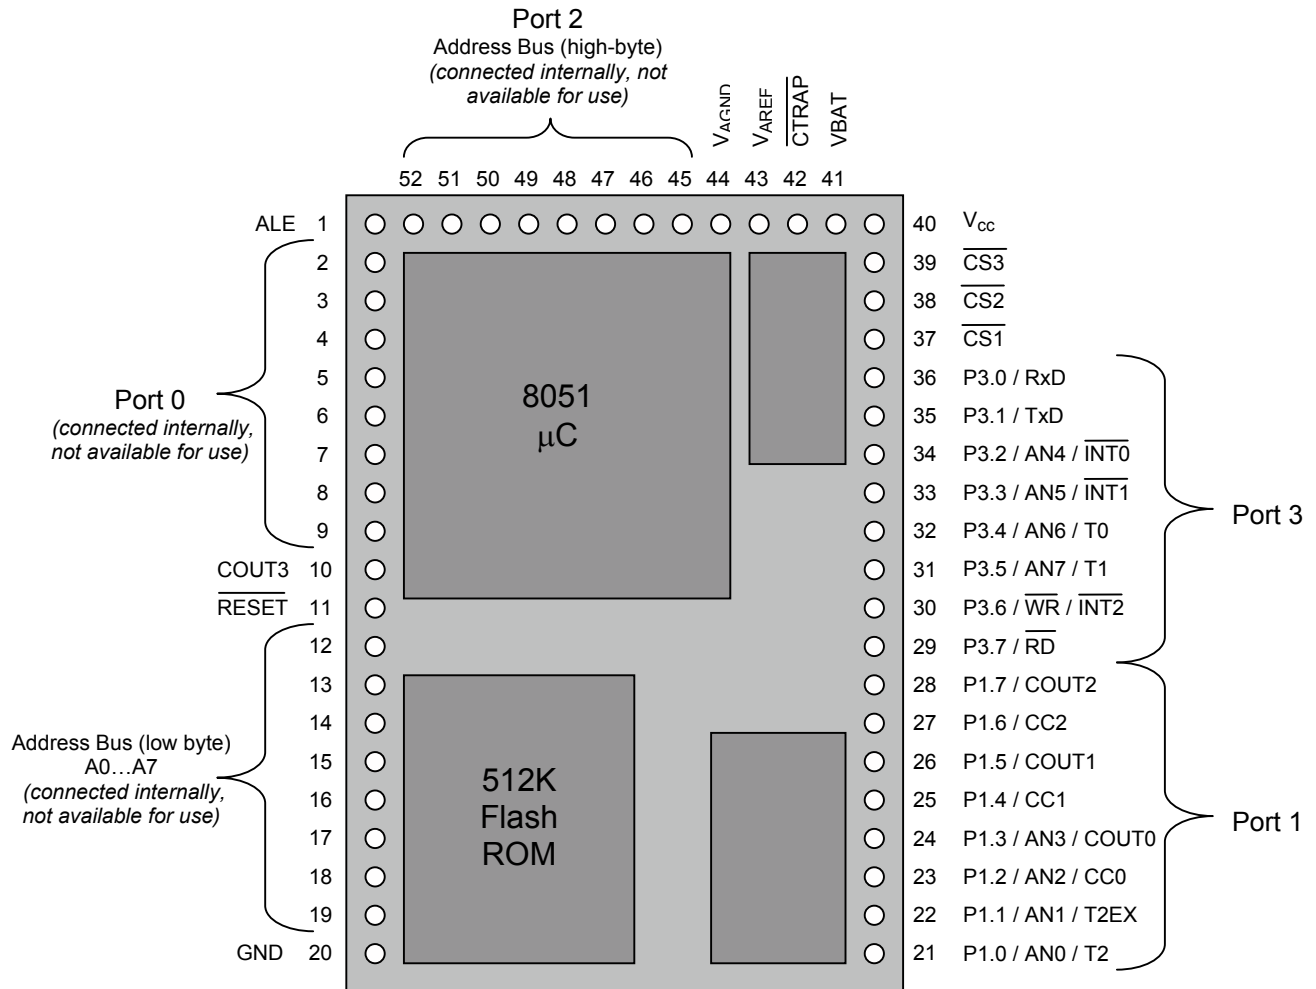 Port 2
Address Bus (high-byte)
(connected internally, not
available for use)
VAGND
VAREF
CTRAP
VBAT
52 51 50 49 48 47 46 45 44 43 42 41
ALE 1
2
3
4
5
6
7
8
9
Port 0
(connected internally,
not available for use)
COUT3 10
RESET 11
12
13
14
15
16
17
18
19
Address Bus (low byte)
A0…A7
(connected internally,
not available for use)
GND 20
8051
µC
512K
Flash
ROM
40 Vcc
39 CS3
38 CS2
37 CS1
36 P3.0 / RxD
35 P3.1 / TxD
34 P3.2 / AN4 / INT0
33 P3.3 / AN5 / INT1
32 P3.4 / AN6 / T0
31 P3.5 / AN7 / T1
30 P3.6 / WR / INT2
29 P3.7 / RD
Port 3
28 P1.7 / COUT2
27 P1.6 / CC2
26 P1.5 / COUT1
25 P1.4 / CC1
24 P1.3 / AN3 / COUT0
23 P1.2 / AN2 / CC0
22 P1.1 / AN1 / T2EX
21 P1.0 / AN0 / T2
Port 1